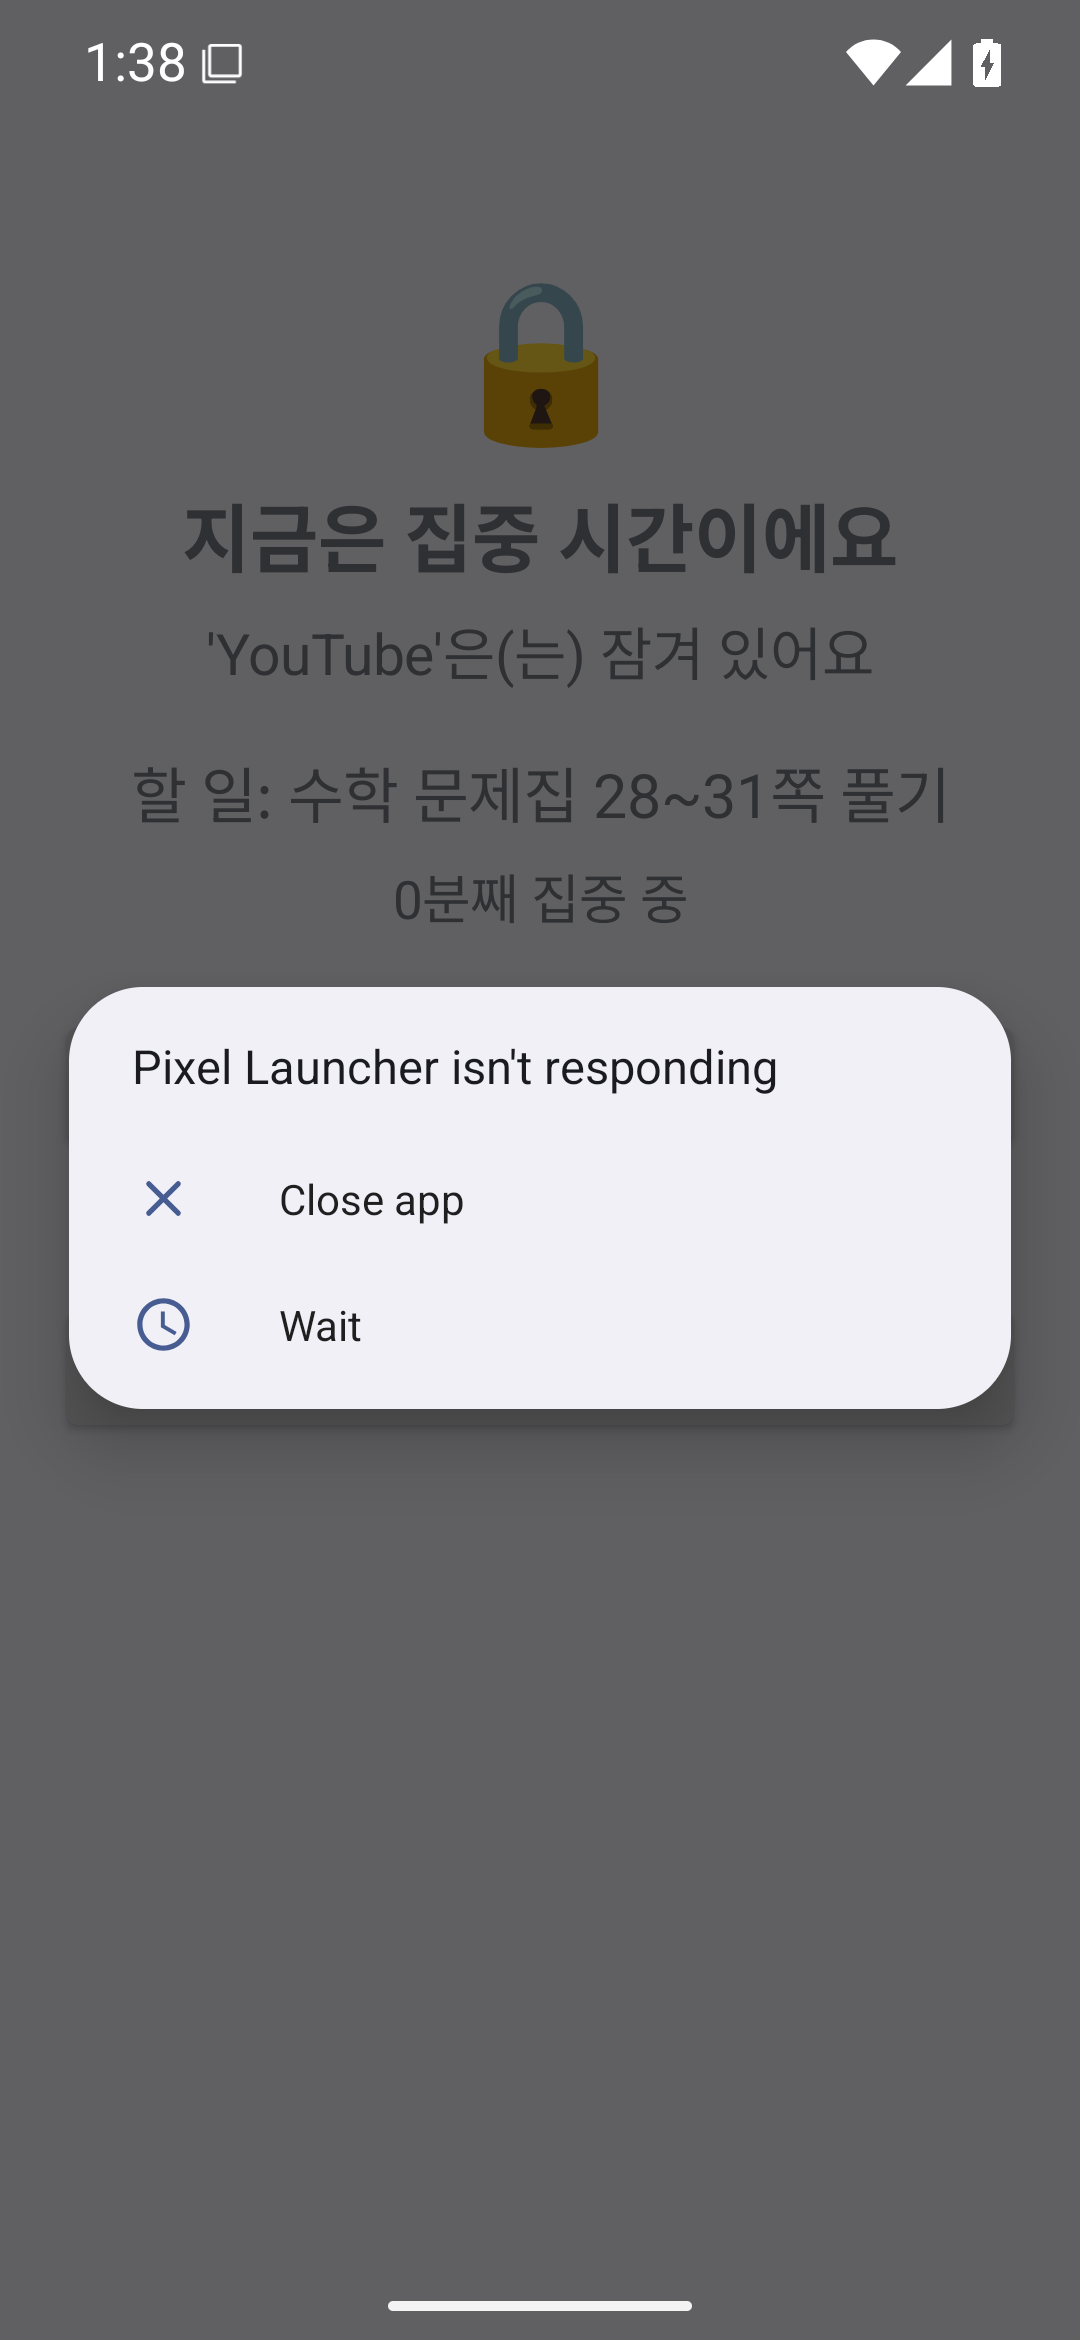 1:38
지금은 집중 시간이에요
'YouTube'은(는) 잠겨 있어요
할 일: 수학 문제집 28~31쪽 풀기
0분째 집중 중
Pixel Launcher isn't responding
Close app
Wait